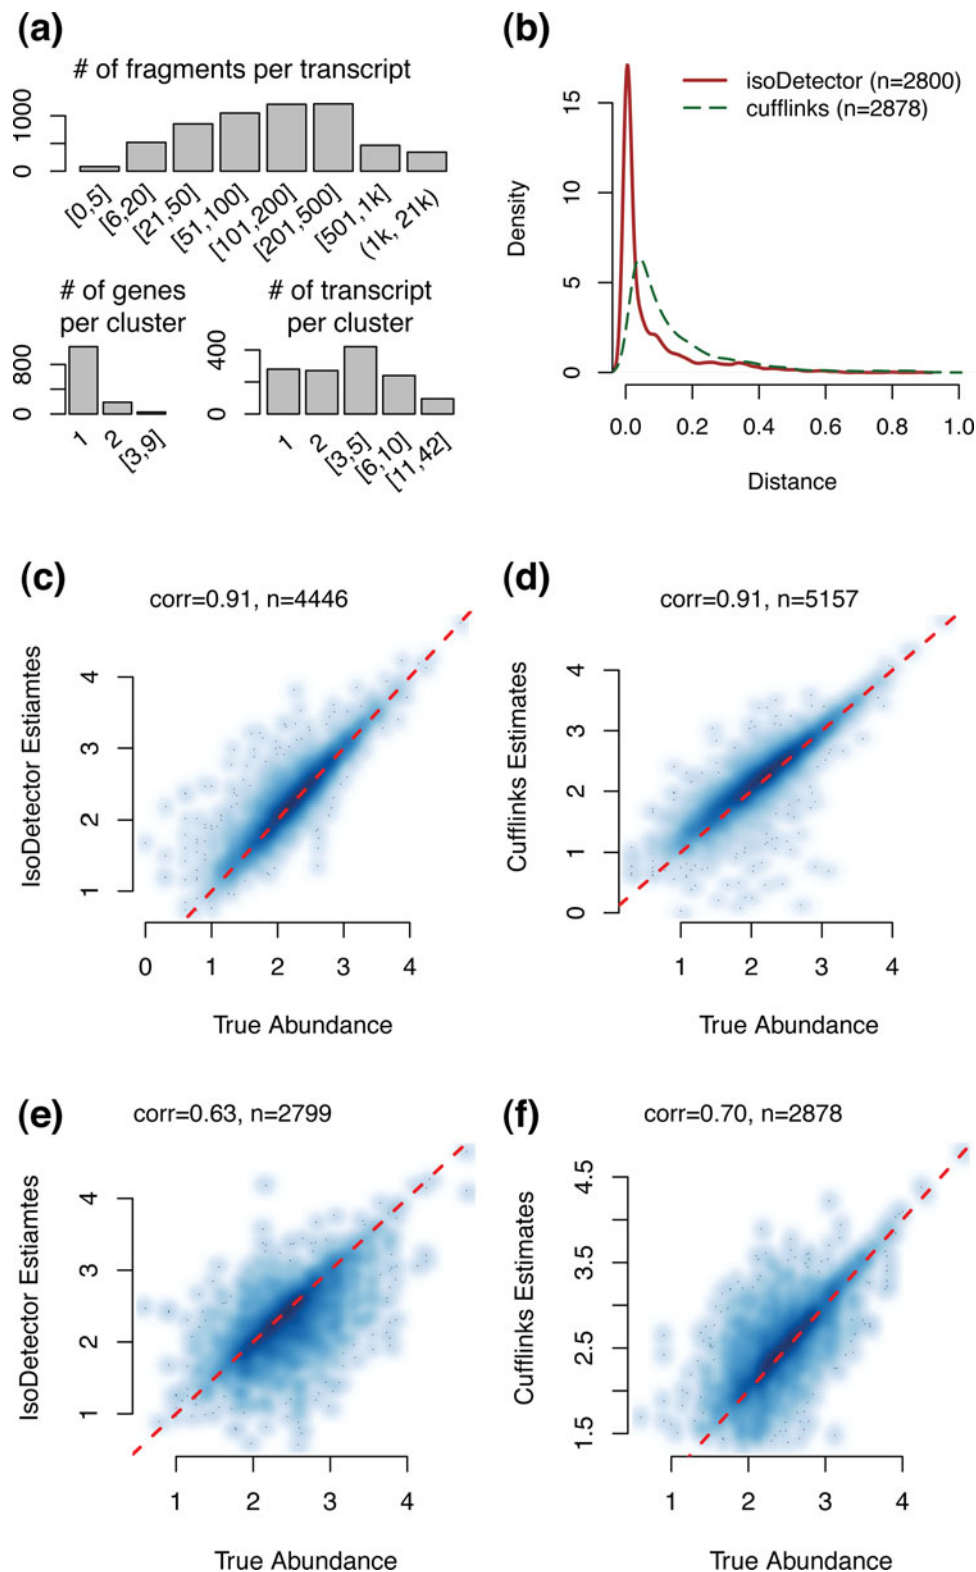 (a)
# of fragments per transcript
0 1000
[0,5] [6,20] [21,50] [51,100] [101,200] [201,500] [501,1k] (1k, 21k)
# of genes
per cluster
0 800
1 2 [3,9]
# of transcript
per cluster
0 400
1 2 [3,5] [6,10] [11,42]
(b)
isoDetector (n=2800)
cufflinks (n=2878)
Density
0 5 10 15
0.0 0.2 0.4 0.6 0.8 1.0
Distance
(c)
corr=0.91, n=4446
IsoDetector Estiamtes
1 2 3 4
0 1 2 3 4
True Abundance
(d)
corr=0.91, n=5157
Cufflinks Estimates
0 1 2 3 4
1 2 3 4
True Abundance
(e)
corr=0.63, n=2799
IsoDetector Estiamtes
1 2 3 4
1 2 3 4
True Abundance
(f)
corr=0.70, n=2878
Cufflinks Estimates
1.5 2.5 3.5 4.5
1 2 3 4
True Abundance